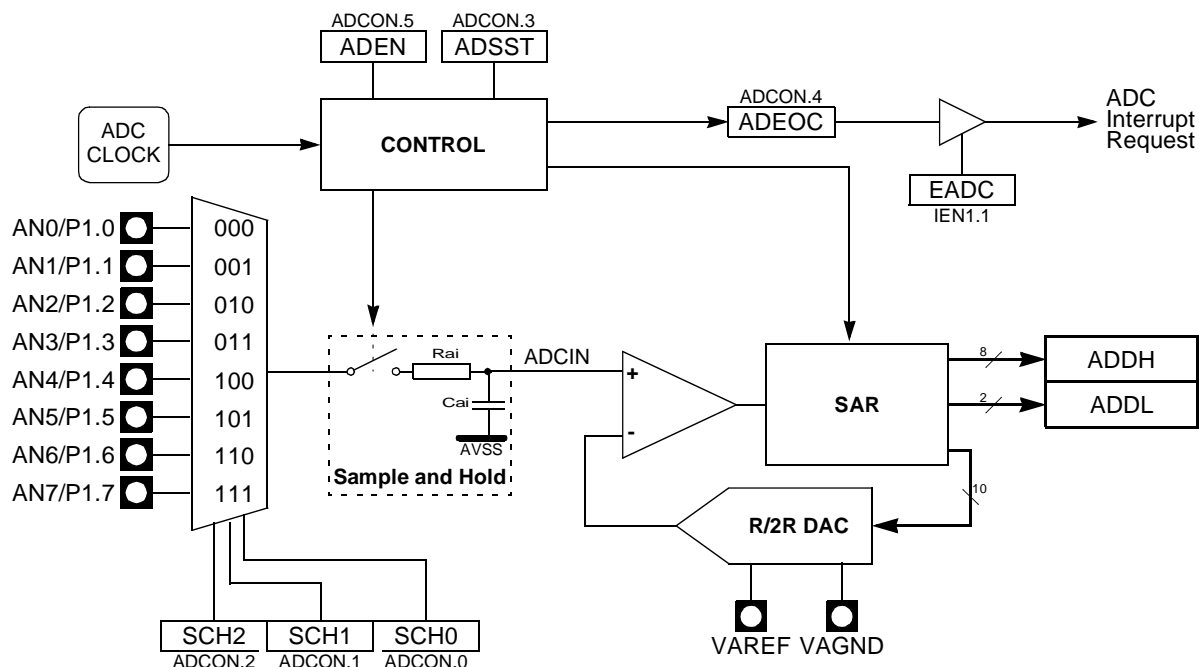 ADCON.5
ADEN
ADCON.3
ADSST
ADC
CLOCK
CONTROL
ADCON.4
ADEOC
ADC
Interrupt
Request
EADC
IEN1.1
AN0/P1.0
000
AN1/P1.1
001
AN2/P1.2
010
AN3/P1.3
011
AN4/P1.4
100
AN5/P1.5
101
AN6/P1.6
110
AN7/P1.7
111
Rai
Cai
AVSS
Sample and Hold
ADCIN
+
-
SAR
8
ADDH
2
ADDL
10
R/2R DAC
VAREF
VAGND
SCH2
SCH1
SCH0
ADCON.2
ADCON.1
ADCON.0